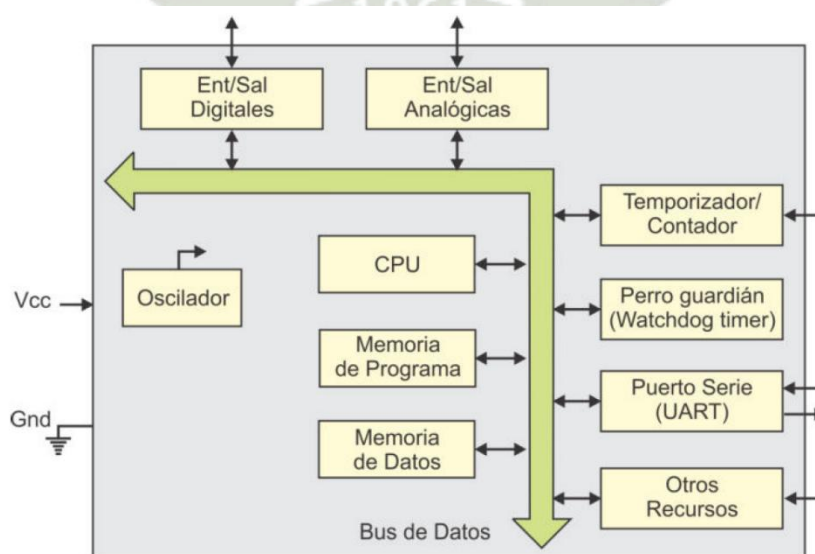 Ent/Sal
Digitales
Ent/Sal
Analógicas
Temporizador/
Contador
CPU
Oscilador
Vcc
Perro guardián
(Watchdog timer)
Memoria
de Programa
Puerto Serie
(UART)
Gnd
Memoria
de Datos
Otros
Recursos
Bus de Datos